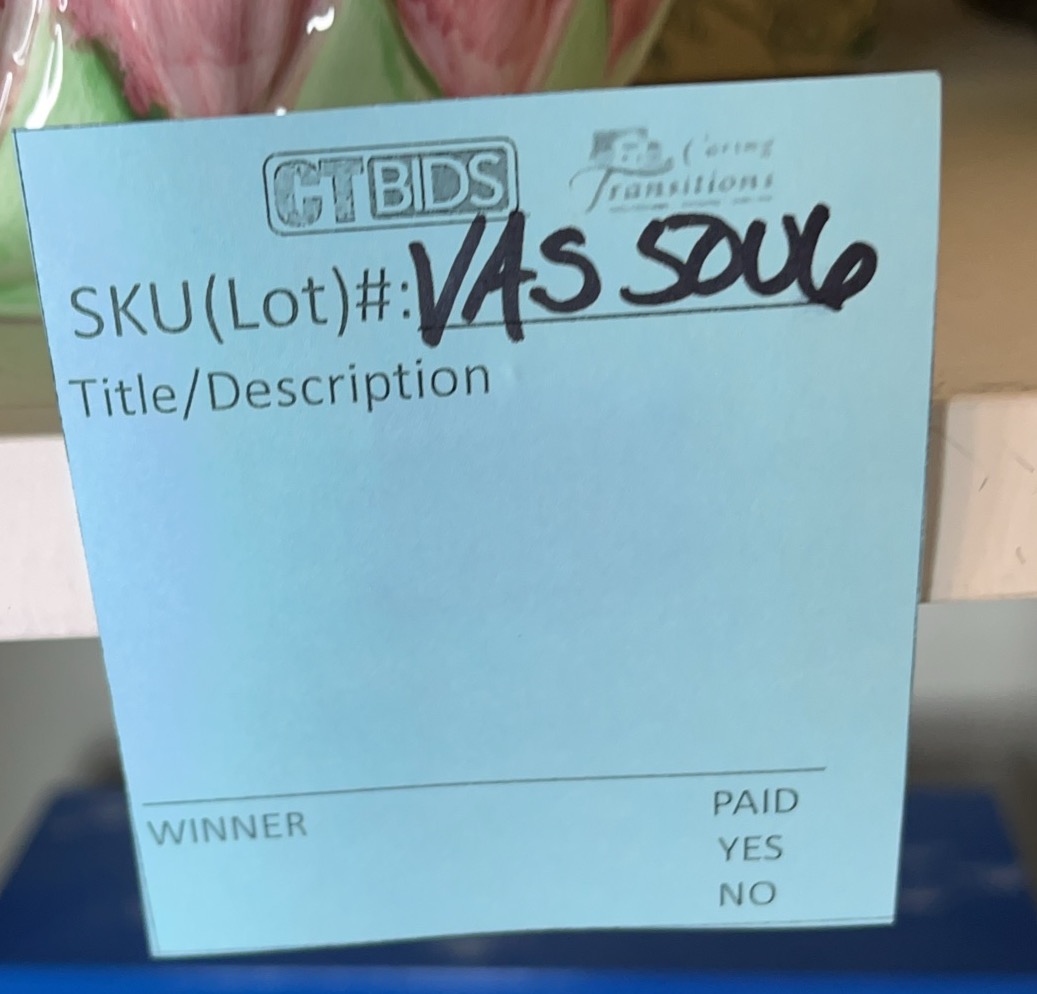 CTBIDS Caring
Transitions
SKU(Lot)#: VAS 5046
Title/Description
WINNER PAID
YES
NO